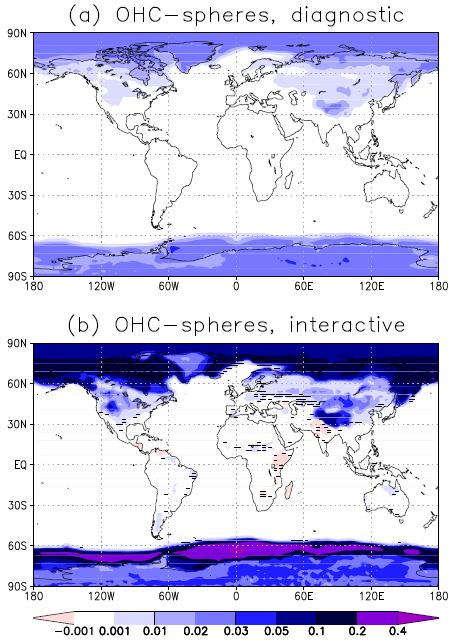 (a) OHC−spheres, diagnostic
90N
60N
30N
EQ
30S
60S
90S
180 120W 60W 0 60E 120E 180
(b) OHC−spheres, interactive
90N
60N
30N
EQ
30S
60S
90S
180 120W 60W 0 60E 120E 180
−0.001 0.001 0.01 0.02 0.03 0.05 0.1 0.2 0.4